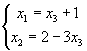 x₁ = x₃ + 1
x₂ = 2 − 3x₃